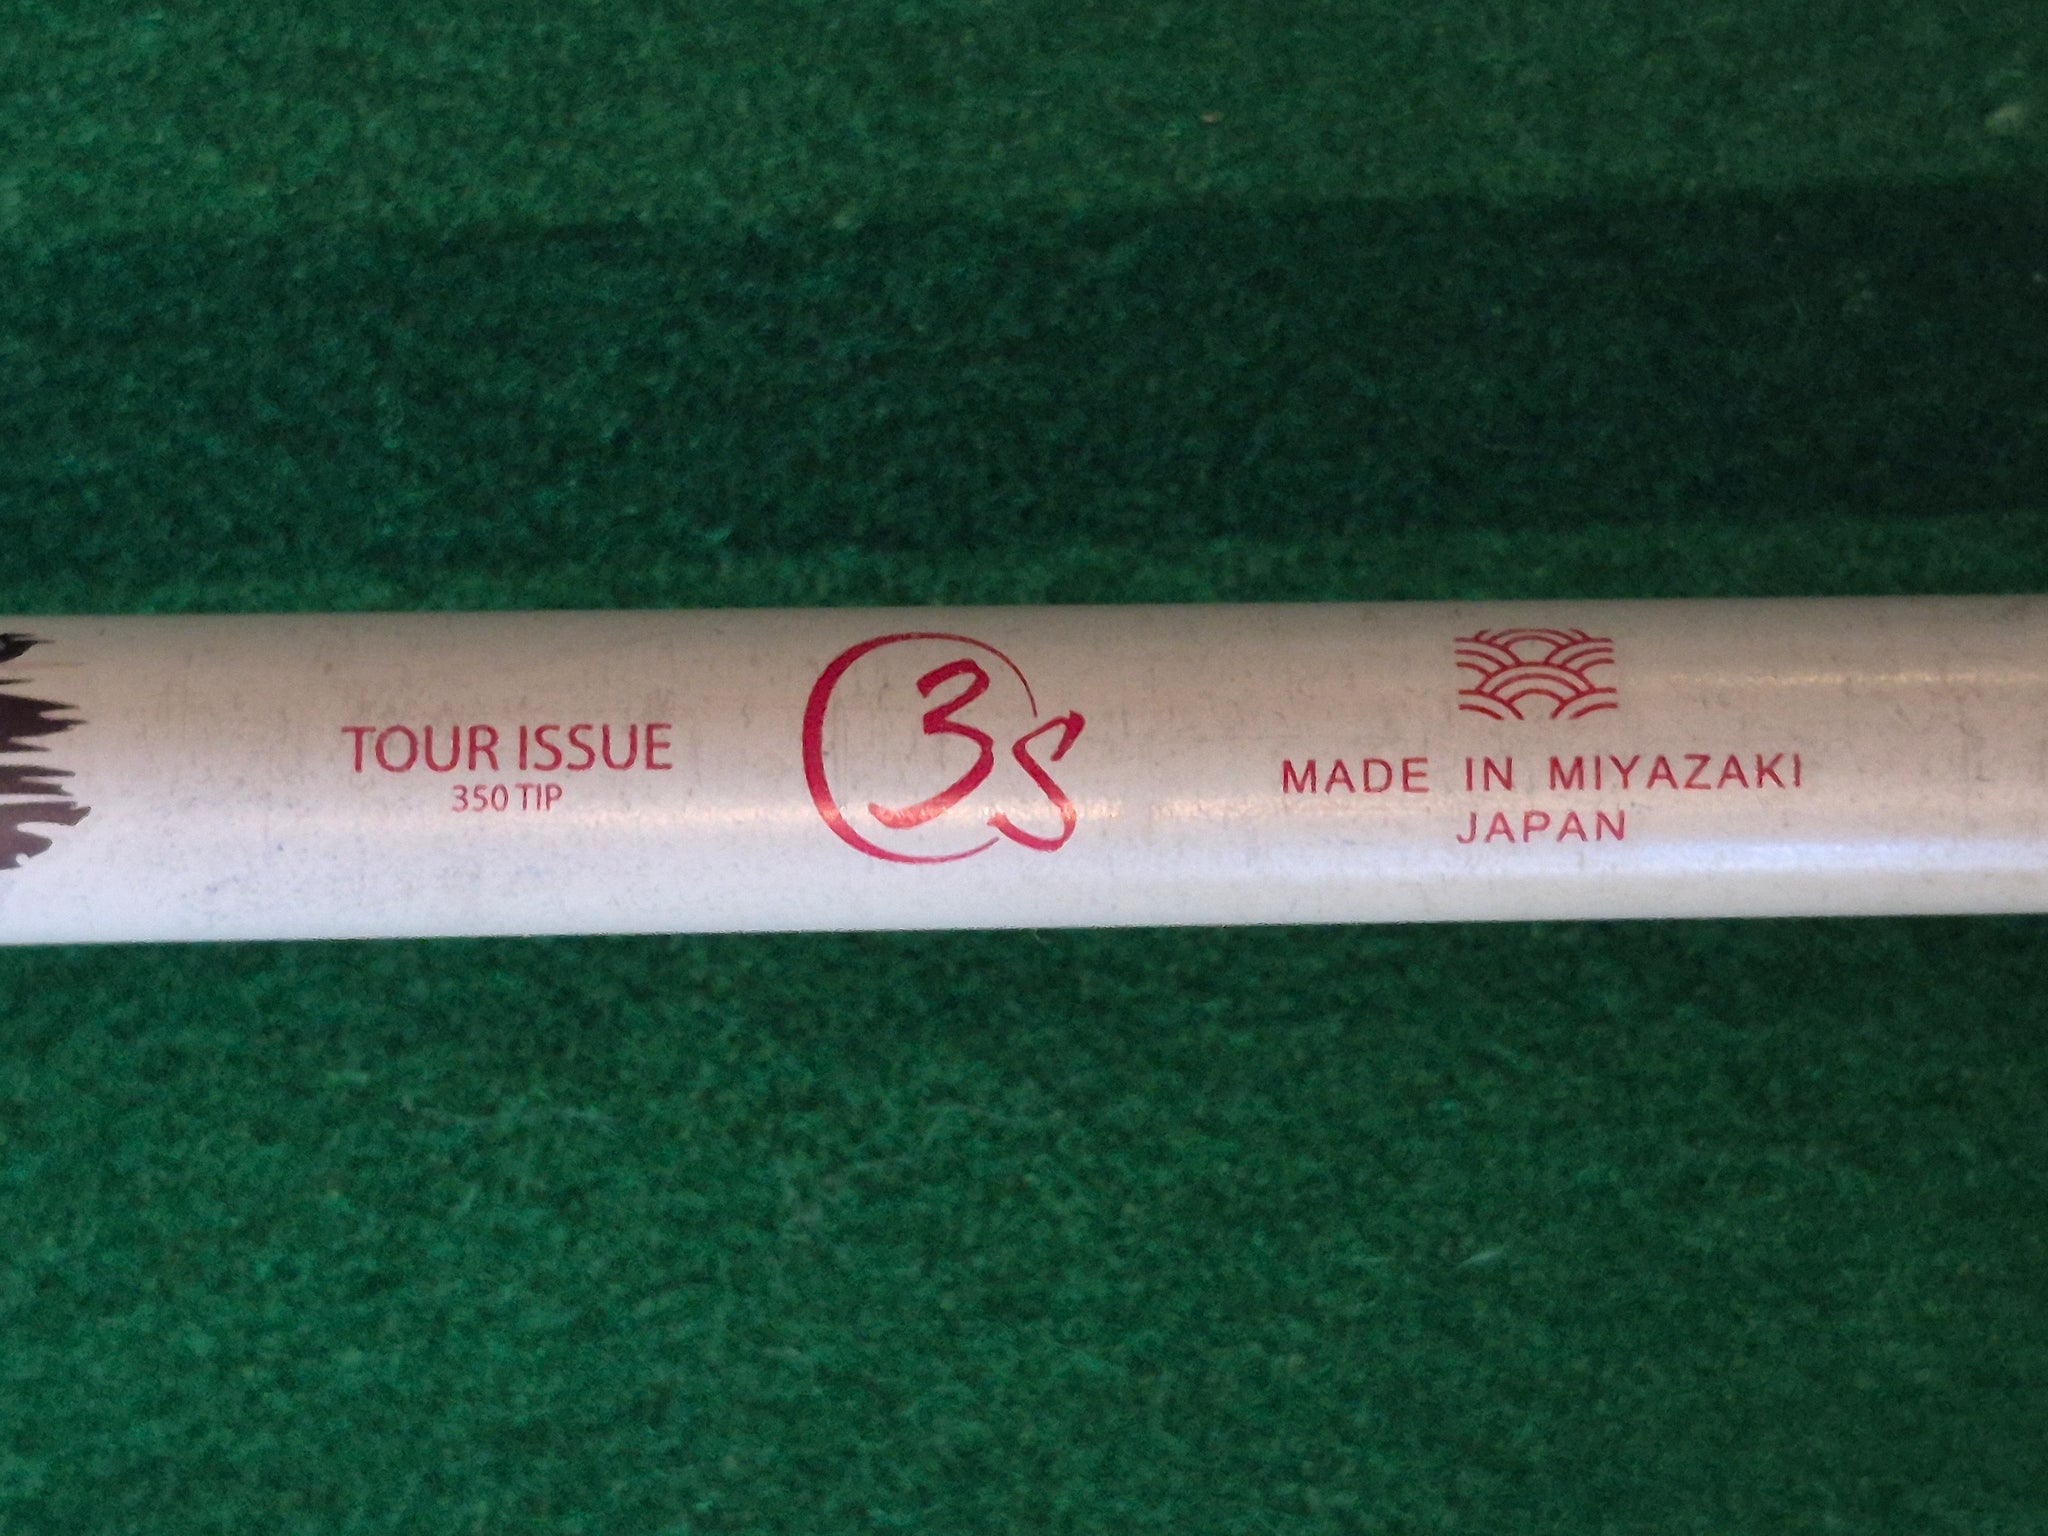 TOUR ISSUE
350 TIP
3s
MADE IN MIYAZAKI
JAPAN